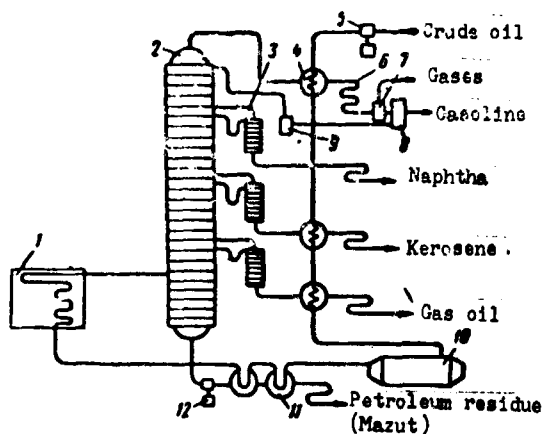 5
Crude oil
2
3
4
6
7
Gases
Gasoline
9
8
Naphtha
1
Kerosene
Gas oil
10
12
11
Petroleum residue
(Mazut)